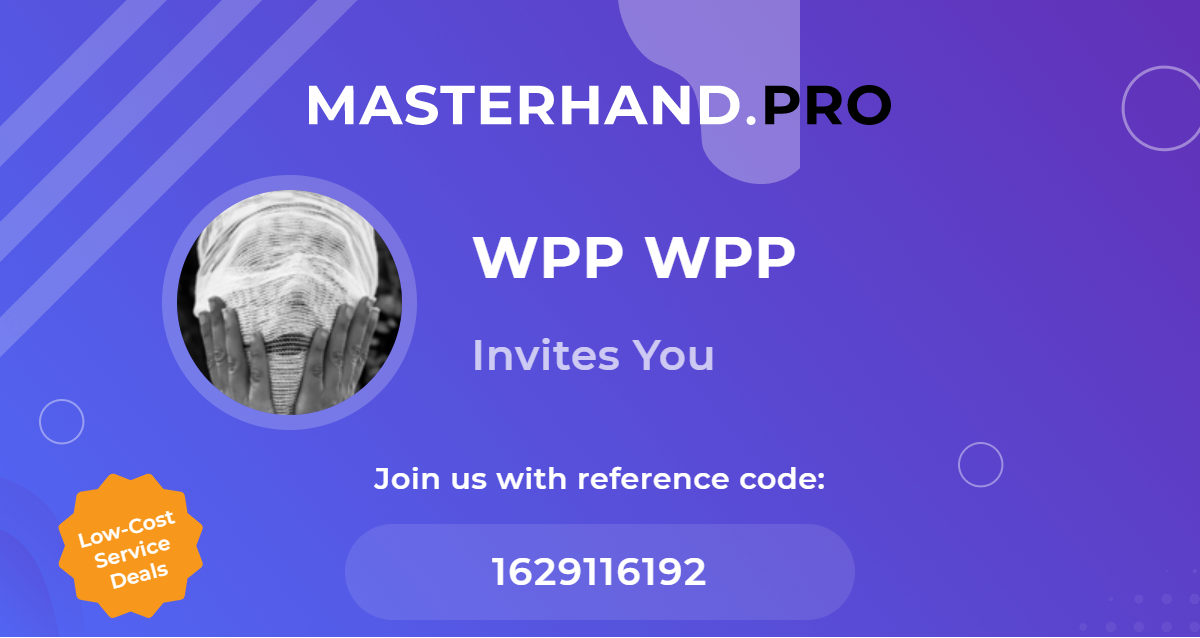 MASTERHAND.PRO
WPP WPP
Invites You
Join us with reference code:
1629116192
Low-Cost
Service
Deals